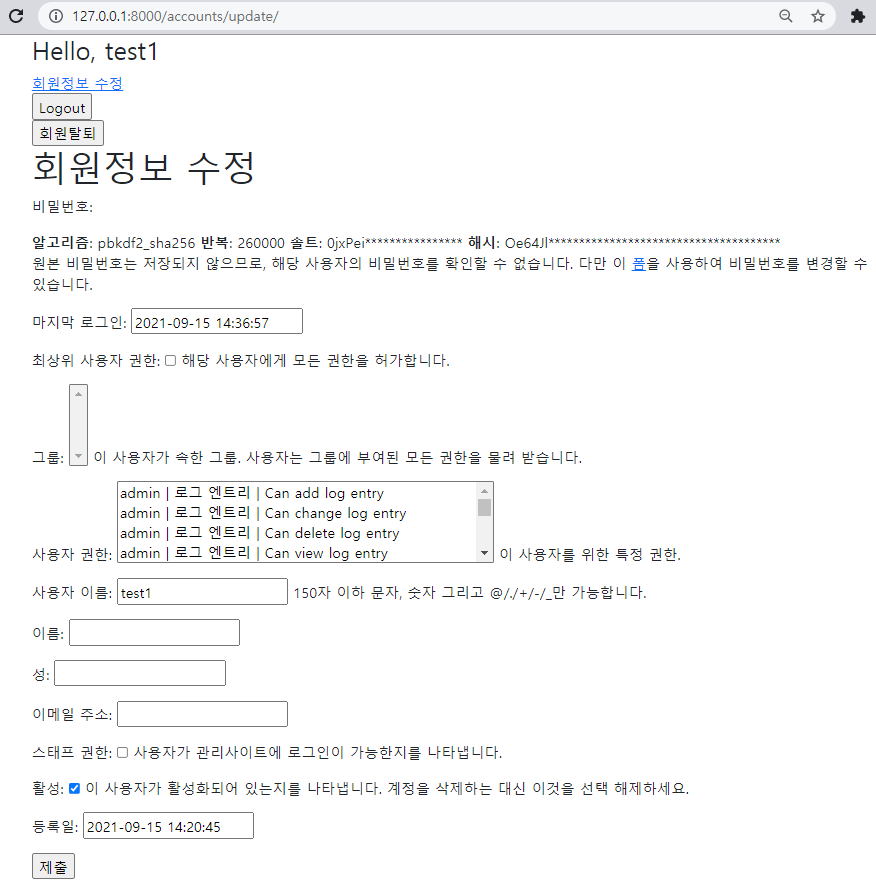 127.0.0.1:8000/accounts/update/
Hello, test1
회원정보 수정
Logout
회원탈퇴
회원정보 수정
비밀번호:
알고리즘: pbkdf2_sha256 반복: 260000 솔트: 0jxPei**************** 해시: Oe64Jl**************************************
원본 비밀번호는 저장되지 않으므로, 해당 사용자의 비밀번호를 확인할 수 없습니다. 다만 이 폼을 사용하여 비밀번호를 변경할 수
있습니다.
마지막 로그인: 2021-09-15 14:36:57
최상위 사용자 권한: 해당 사용자에게 모든 권한을 허가합니다.
그룹: 이 사용자가 속한 그룹. 사용자는 그룹에 부여된 모든 권한을 물려 받습니다.
admin | 로그 엔트리 | Can add log entry
admin | 로그 엔트리 | Can change log entry
admin | 로그 엔트리 | Can delete log entry
사용자 권한: admin | 로그 엔트리 | Can view log entry 이 사용자를 위한 특정 권한.
사용자 이름: test1 150자 이하 문자, 숫자 그리고 @/./+/-/_만 가능합니다.
이름:
성:
이메일 주소:
스태프 권한: 사용자가 관리사이트에 로그인이 가능한지를 나타냅니다.
활성: 이 사용자가 활성화되어 있는지를 나타냅니다. 계정을 삭제하는 대신 이것을 선택 해제하세요.
등록일: 2021-09-15 14:20:45
제출